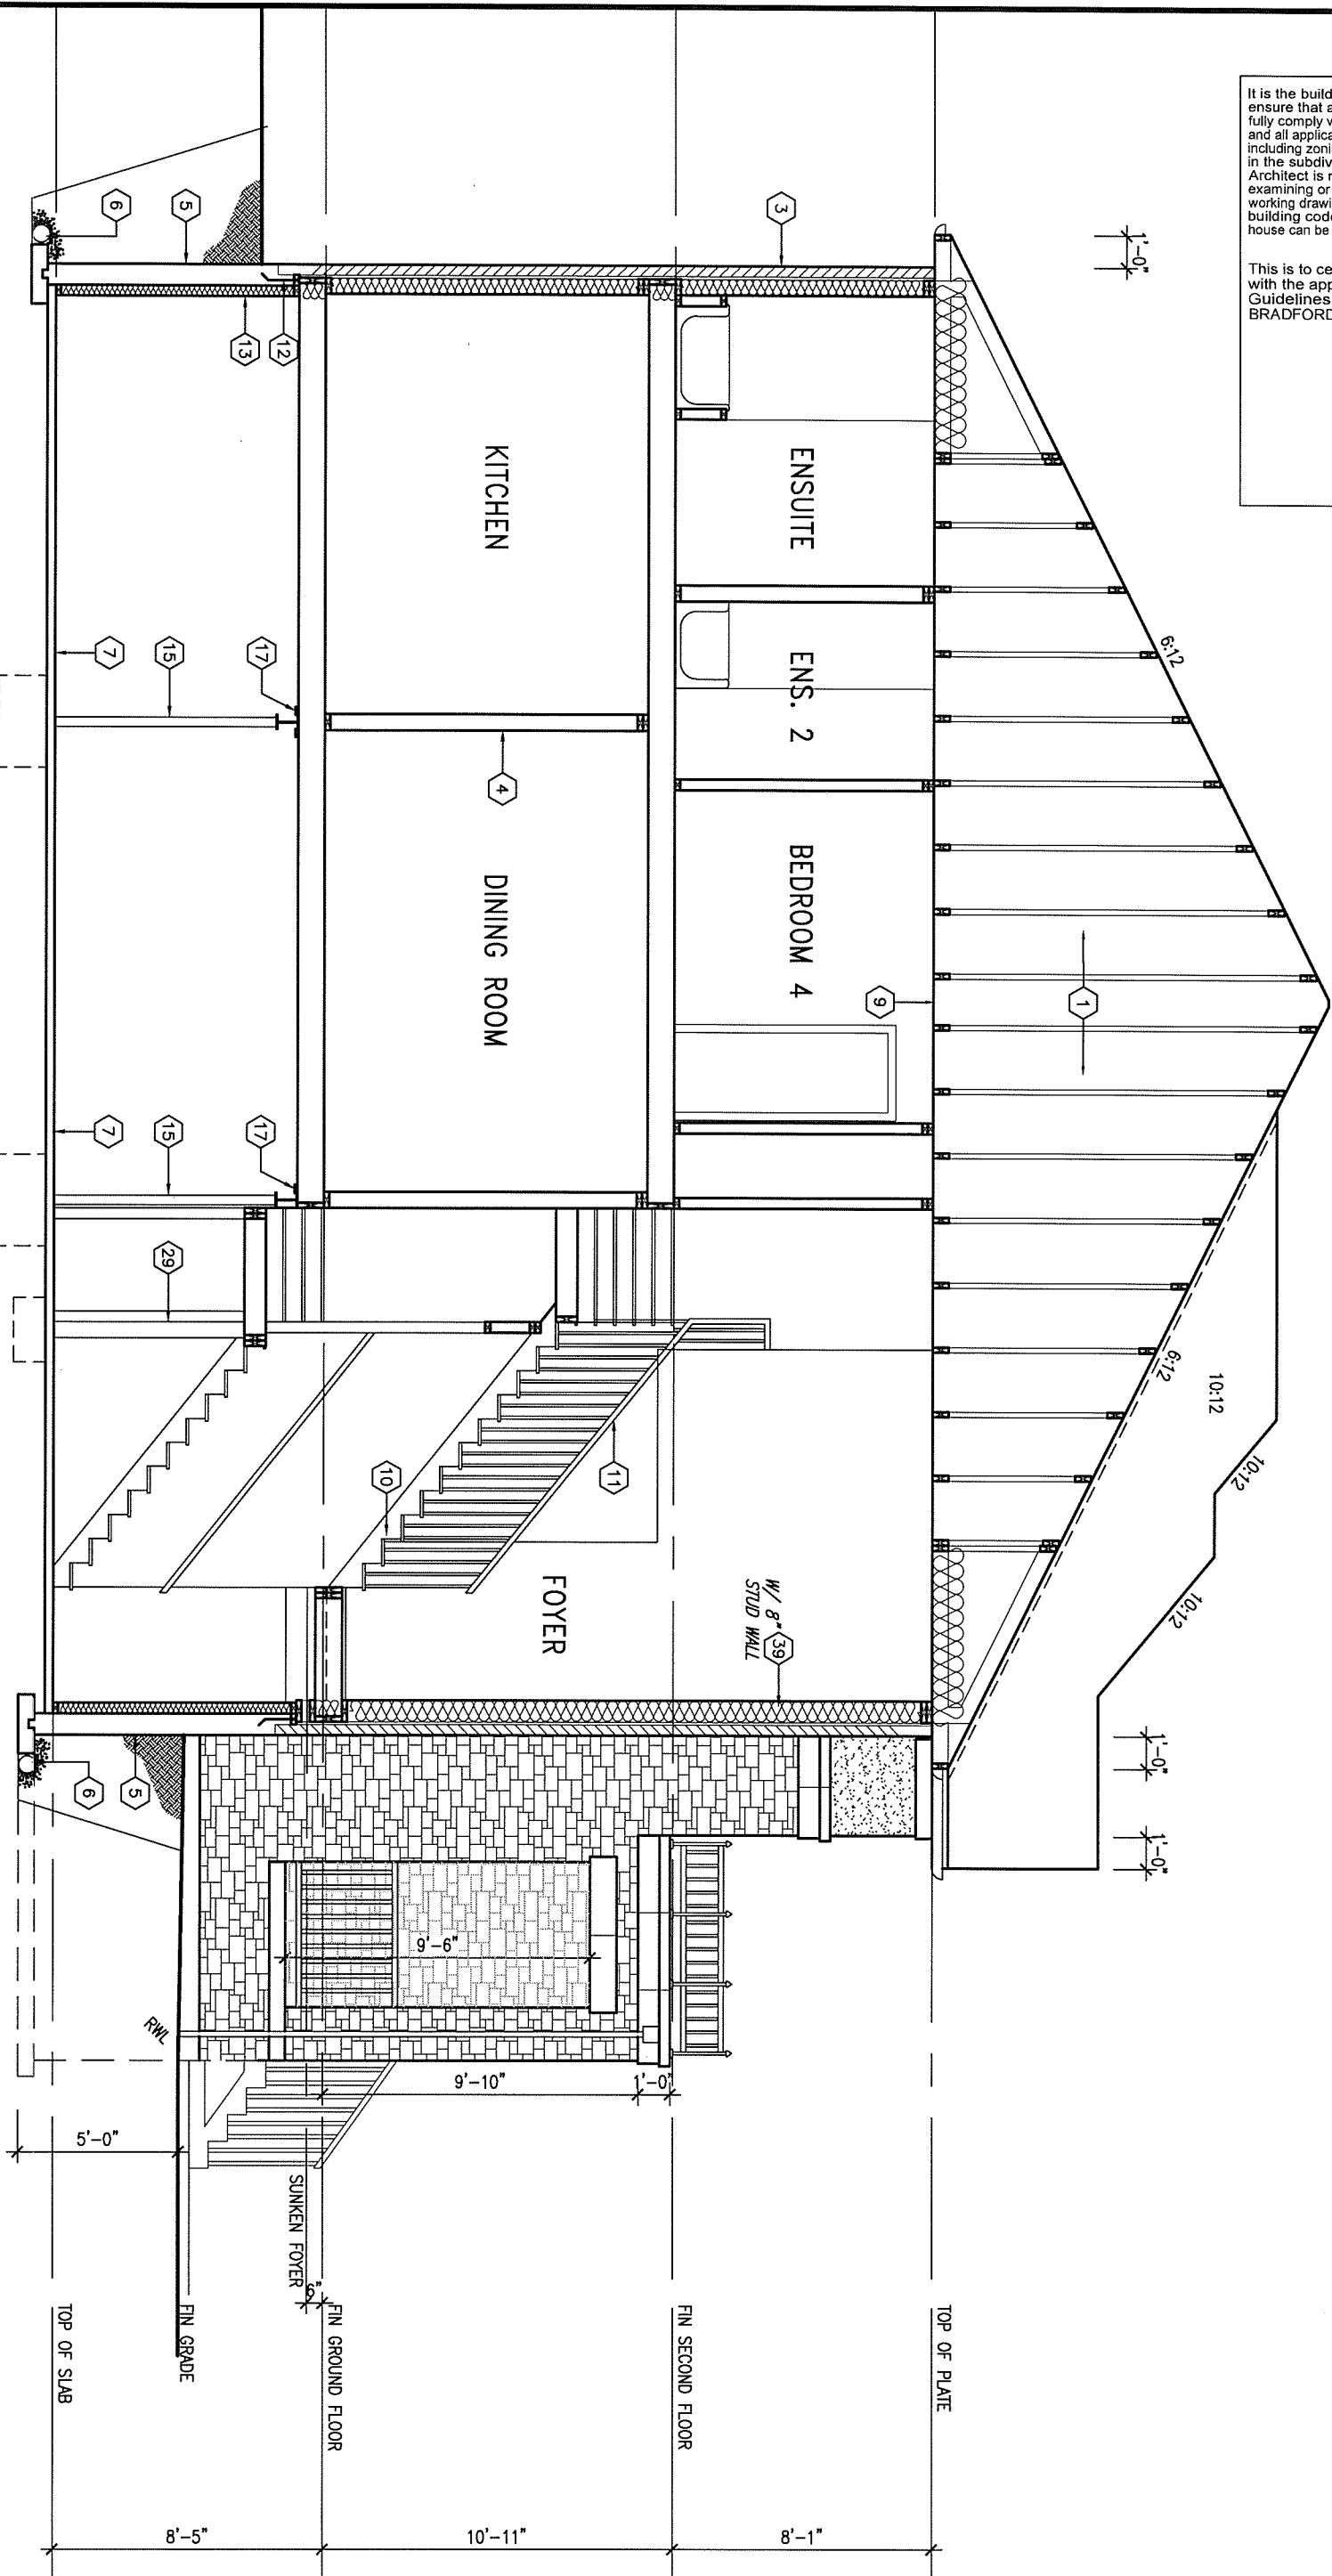 It is the build
ensure that a
fully comply v
and all applica
including zoni
in the subdiv
Architect is r
examining or
working drawi
building code
house can be
This is to ce
with the app
Guidelines
BRADFORD
1'-0"
6:12
1
10:12
6:12
10:12
10:12
1'-0"
1'-0"
3
9
ENSUITE
ENS. 2
BEDROOM 4
W/ 8" 39
STUD WALL
TOP OF PLATE
8'-1"
KITCHEN
4
DINING ROOM
11
10
FOYER
9'-6"
9'-10"
1'-0"
FIN SECOND FLOOR
10'-11"
12
13
17
17
15
15
29
SUNKEN FOYER
6"
FIN GROUND FLOOR
8'-5"
5
6
7
7
5
6
RWL
5'-0"
FIN GRADE
TOP OF SLAB